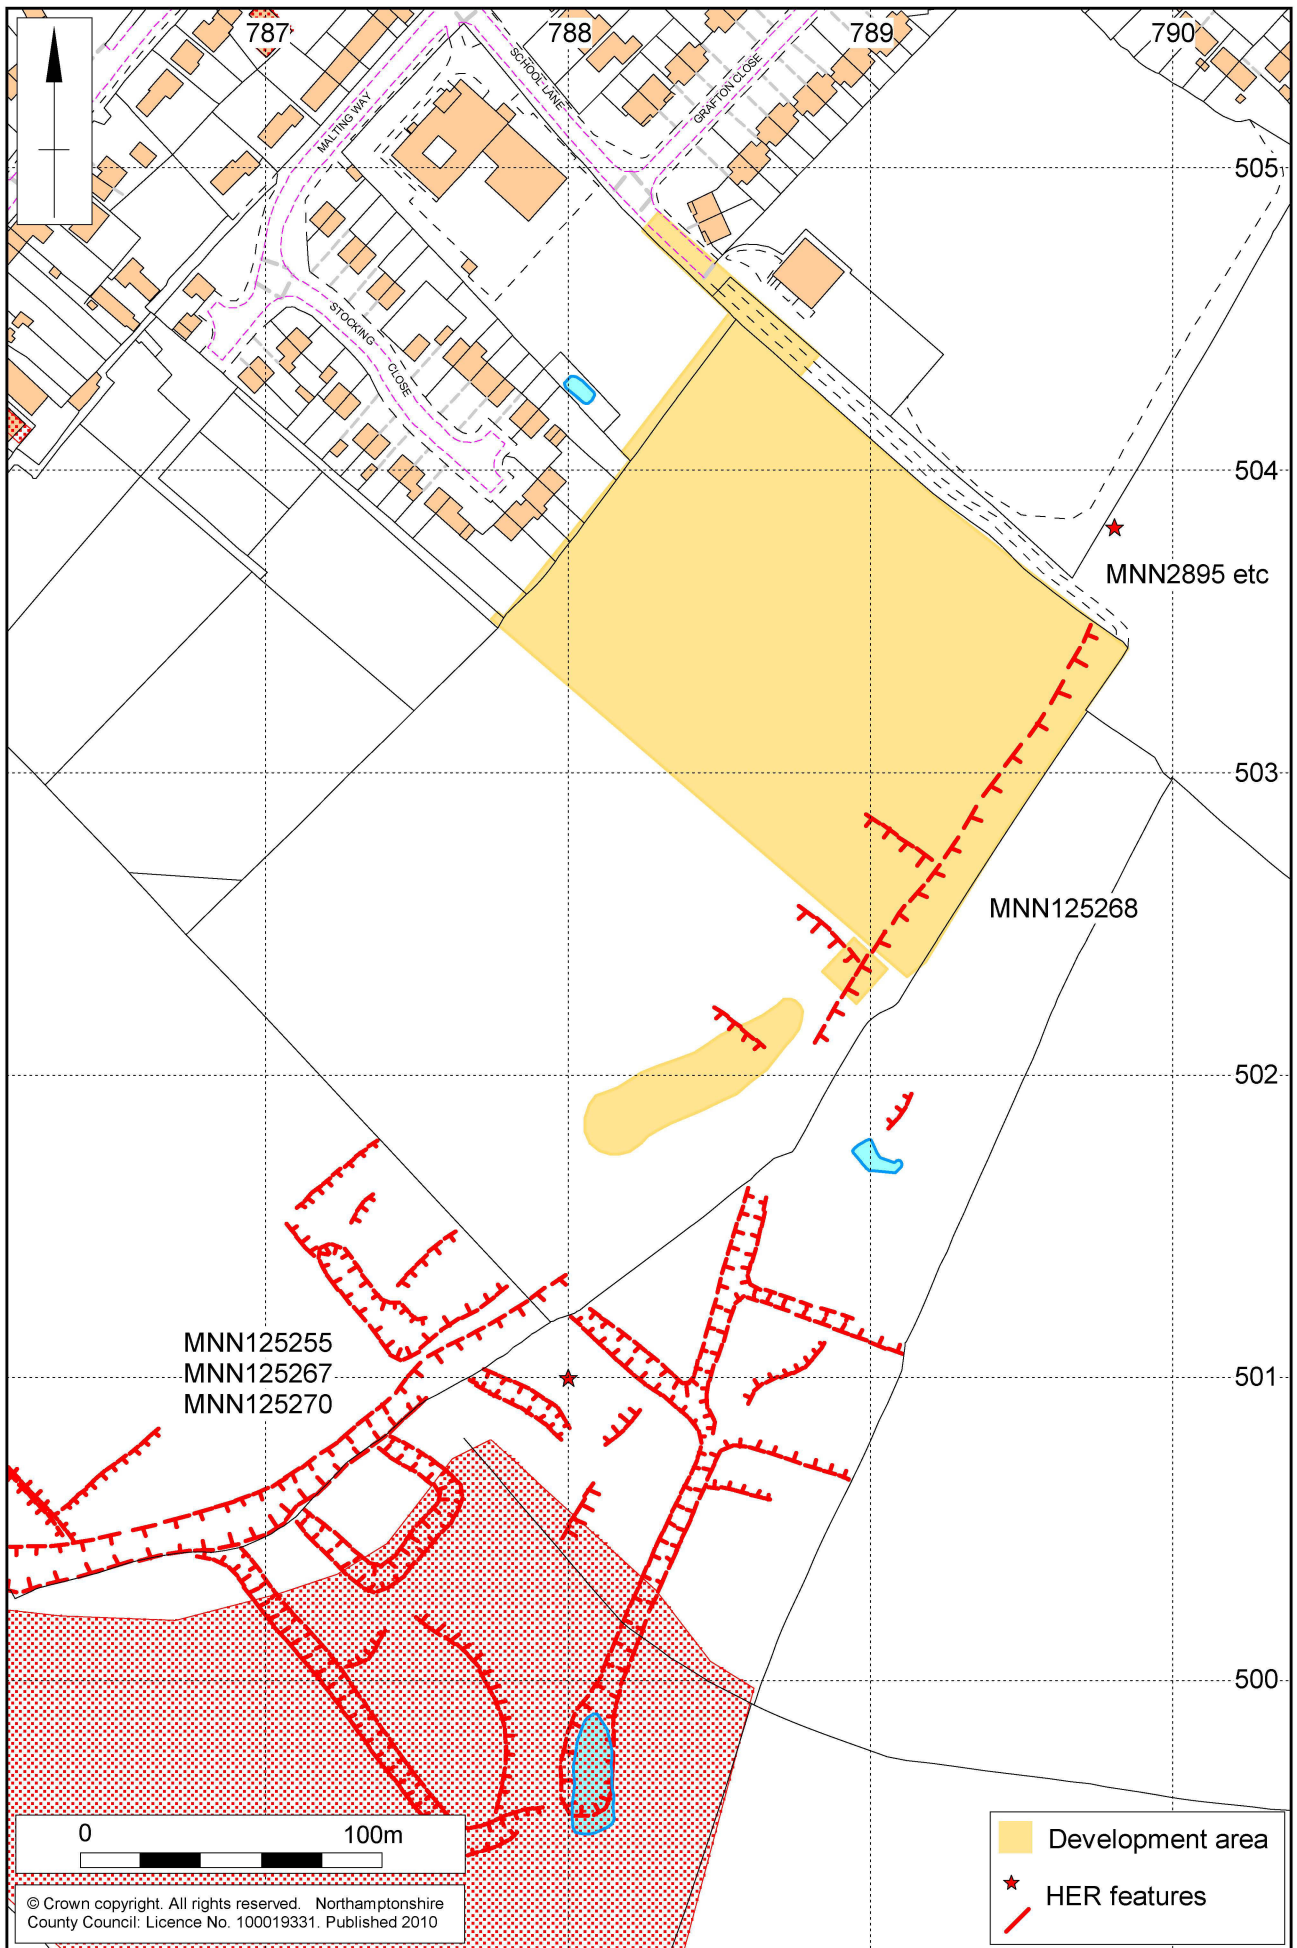 787
788
789
790
MALTING WAY
SCHOOL LANE
GRAFTON CLOSE
505
STOCKING
CLOSE
504
MNN2895 etc
503
MNN125268
502
MNN125255
MNN125267
MNN125270
501
500
0 100m
© Crown copyright. All rights reserved. Northamptonshire
County Council: Licence No. 100019331. Published 2010
Development area
HER features